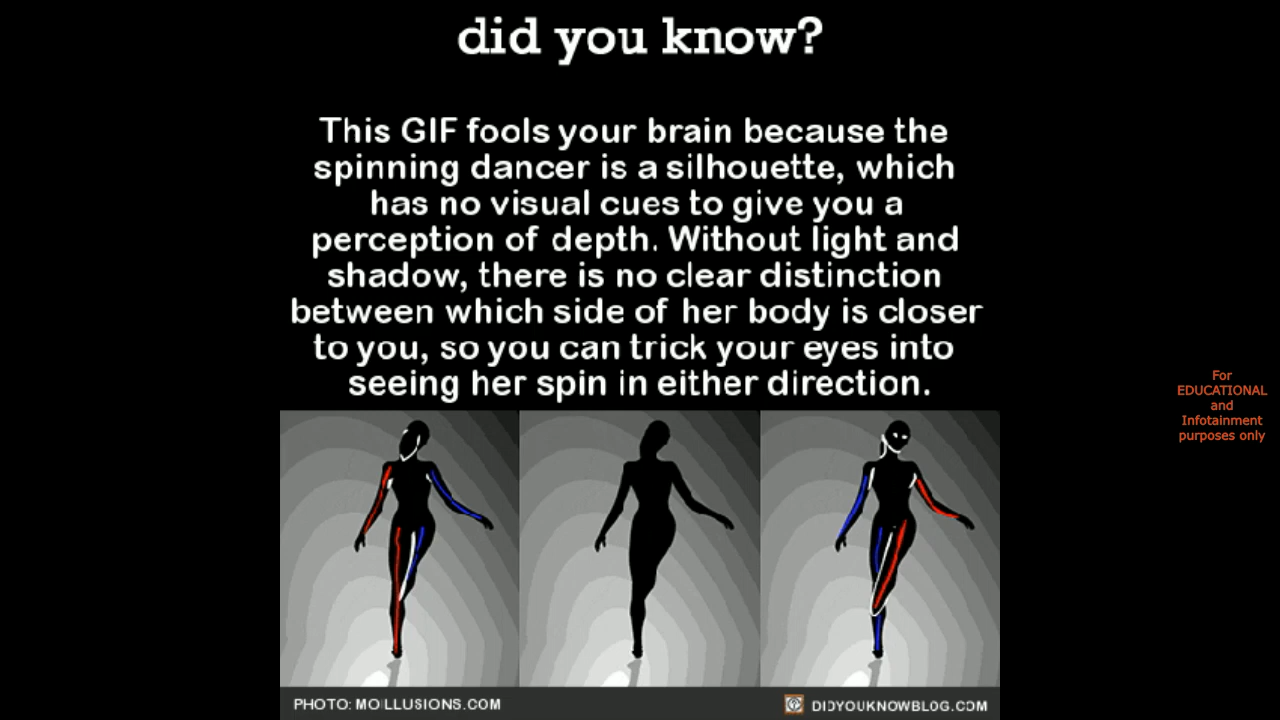 did you know?
This GIF fools your brain because the
spinning dancer is a silhouette, which
has no visual cues to give you a
perception of depth. Without light and
shadow, there is no clear distinction
between which side of her body is closer
to you, so you can trick your eyes into
seeing her spin in either direction.
For
EDUCATIONAL
and
Infotainment
purposes only
PHOTO: MOILLUSIONS.COM
DIDYOUKNOWBLOG.COM